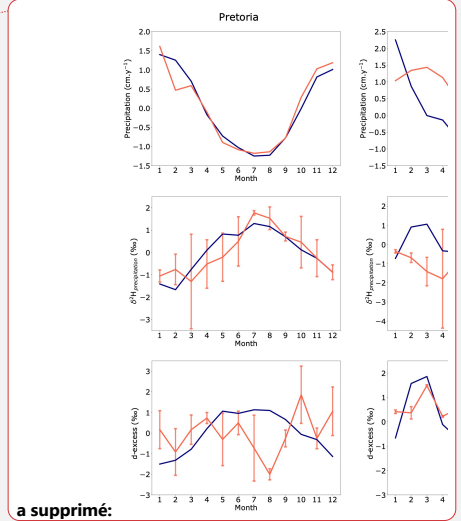 Pretoria
2.0
1.5
1.0
0.5
0.0
−0.5
−1.0
−1.5
Precipitation (cm.y⁻¹)
1 2 3 4 5 6 7 8 9 10 11 12
Month
2.5
2.0
1.5
1.0
0.5
0.0
−0.5
−1.0
−1.5
Precipitation (cm.y⁻¹)
1 2 3 4
2
1
0
−1
−2
−3
δ²H precipitation (‰)
1 2 3 4 5 6 7 8 9 10 11 12
Month
2
1
0
−1
−2
−3
−4
δ²H precipitation (‰)
1 2 3 4
3
2
1
0
−1
−2
−3
d-excess (‰)
1 2 3 4 5 6 7 8 9 10 11 12
Month
2
1
0
−1
−2
−3
d-excess (‰)
1 2 3 4
a supprimé: